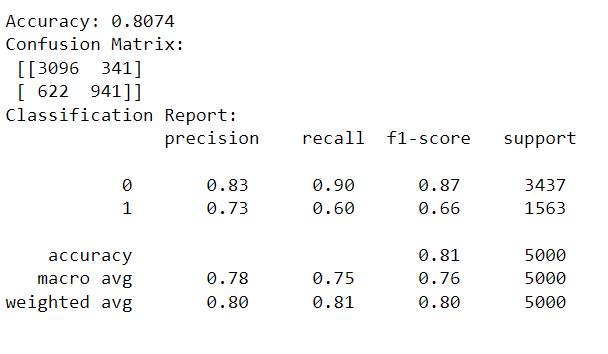 Accuracy: 0.8074
Confusion Matrix:
[[3096 341]
[ 622 941]]
Classification Report:
precision recall f1-score support
0 0.83 0.90 0.87 3437
1 0.73 0.60 0.66 1563
accuracy 0.81 5000
macro avg 0.78 0.75 0.76 5000
weighted avg 0.80 0.81 0.80 5000